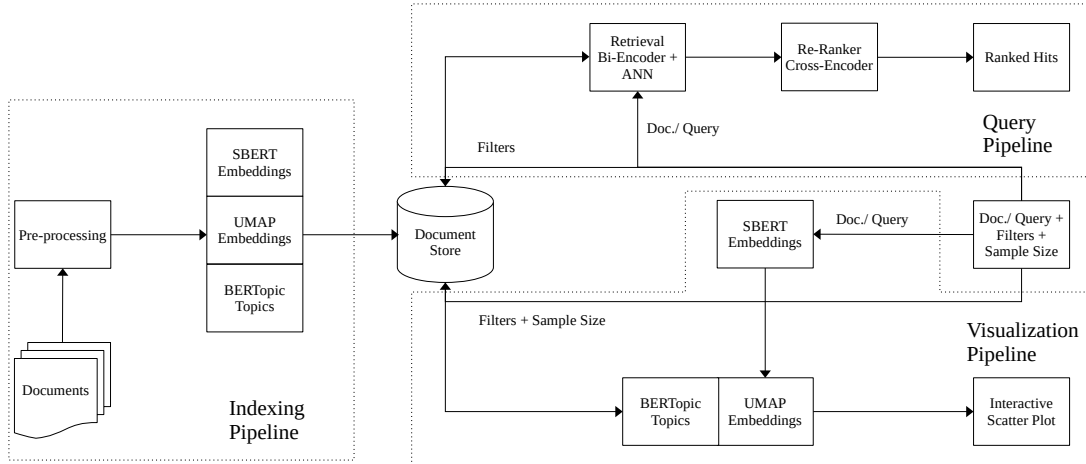 Documents
Pre-processing
SBERT
Embeddings
UMAP
Embeddings
BERTopic
Topics
Indexing
Pipeline
Document
Store
Filters
Retrieval
Bi-Encoder +
ANN
Doc./ Query
Re-Ranker
Cross-Encoder
Ranked Hits
Query
Pipeline
Doc./ Query +
Filters +
Sample Size
Doc./ Query
SBERT
Embeddings
Filters + Sample Size
BERTopic
Topics
UMAP
Embeddings
Interactive
Scatter Plot
Visualization
Pipeline